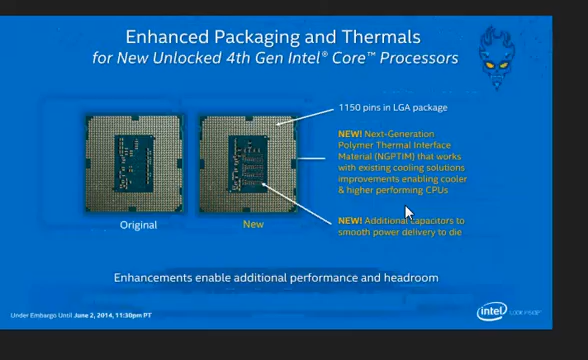 Enhanced Packaging and Thermals
for New Unlocked 4th Gen Intel® Core™ Processors
1150 pins in LGA package
NEW! Next-Generation
Polymer Thermal Interface
Material (NGPTIM) that works
with existing cooling solutions
improvements enabling cooler
& higher performing CPUs
NEW! Additional capacitors to
smooth power delivery to die
Original
New
Enhancements enable additional performance and headroom
Under Embargo Until June 2, 2014, 11:30pm PT
intel LOOK INSIDE™